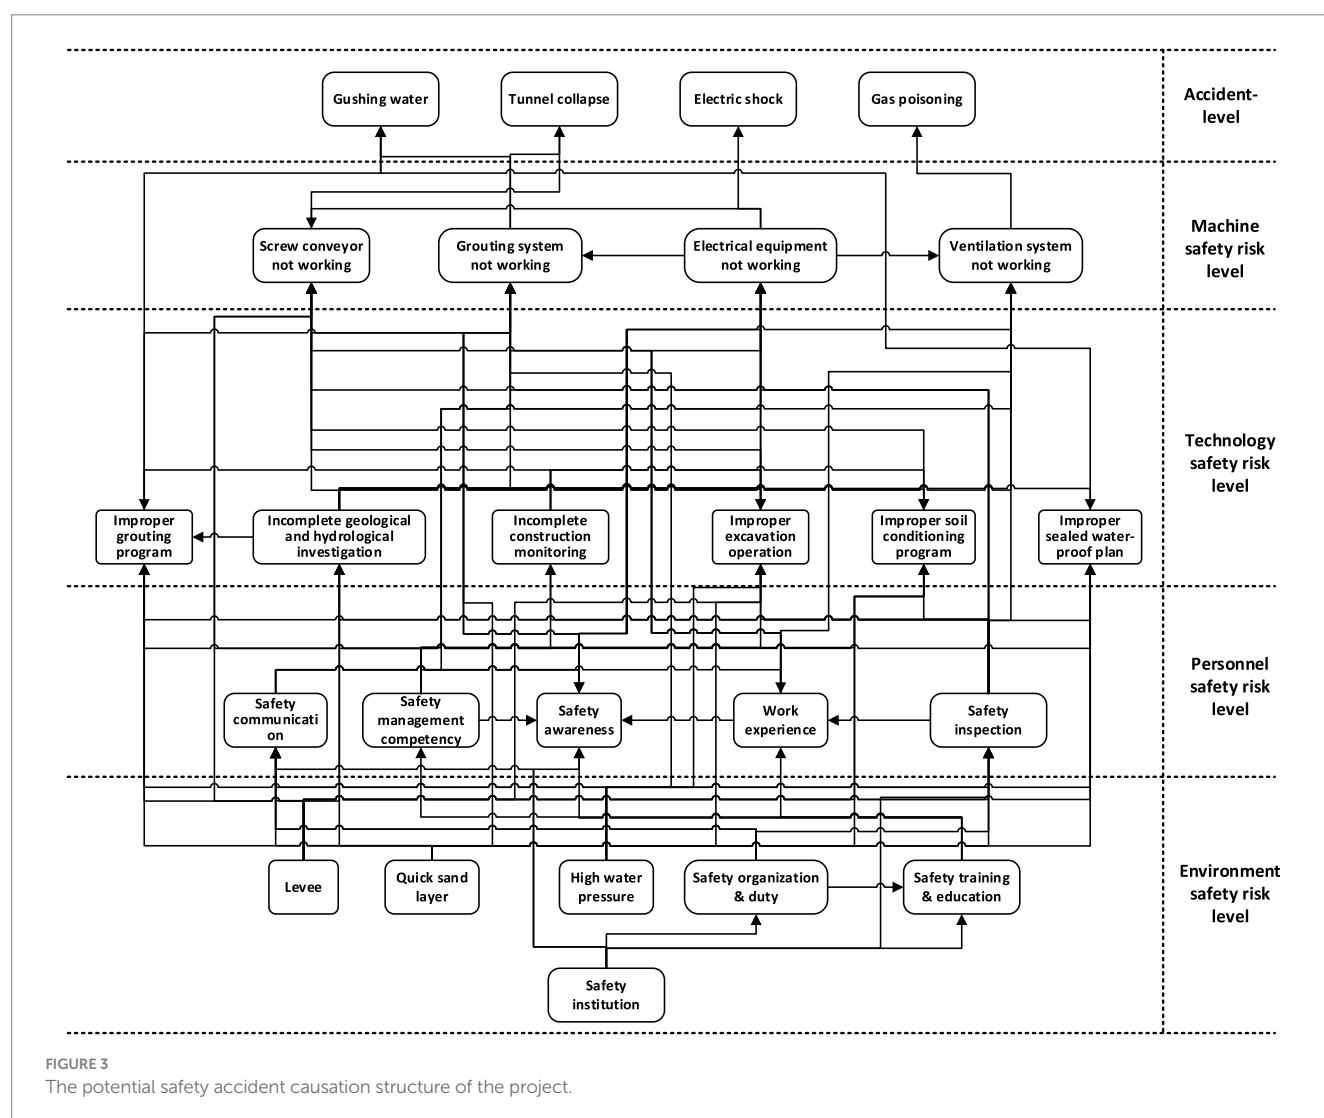 Gushing water
Tunnel collapse
Electric shock
Gas poisoning
Accident-
level
Screw conveyor
not working
Grouting system
not working
Electrical equipment
not working
Ventilation system
not working
Machine
safety risk
level
Technology
safety risk
level
Improper
grouting
program
Incomplete geological
and hydrological
investigation
Incomplete
construction
monitoring
Improper
excavation
operation
Improper soil
conditioning
program
Improper
sealed water-
proof plan
Personnel
safety risk
level
Safety
communicati
on
Safety
management
competency
Safety
awareness
Work
experience
Safety
inspection
Environment
safety risk
level
Levee
Quick sand
layer
High water
pressure
Safety organization
& duty
Safety training
& education
Safety
institution
FIGURE 3
The potential safety accident causation structure of the project.